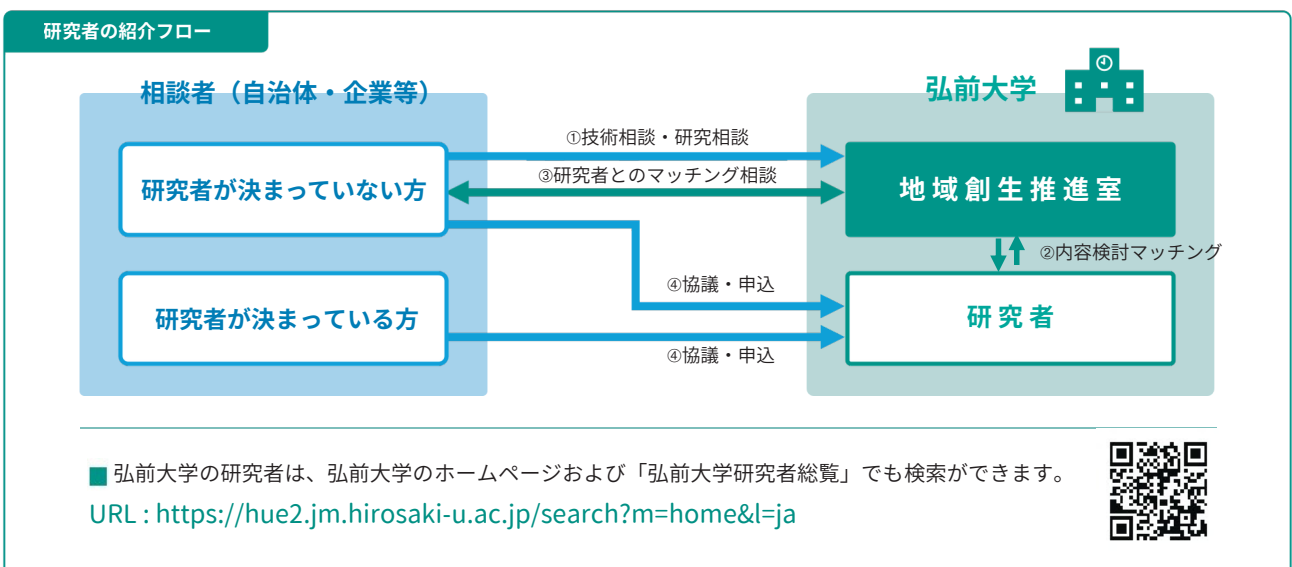 研究者の紹介フロー
相談者（自治体・企業等）
弘前大学
①技術相談・研究相談
研究者が決まっていない方
③研究者とのマッチング相談
地域創生推進室
②内容検討マッチング
④協議・申込
研究者が決まっている方
研究者
④協議・申込
■弘前大学の研究者は、弘前大学のホームページおよび「弘前大学研究者総覧」でも検索ができます。
URL : https://hue2.jm.hirosaki-u.ac.jp/search?m=home&l=ja